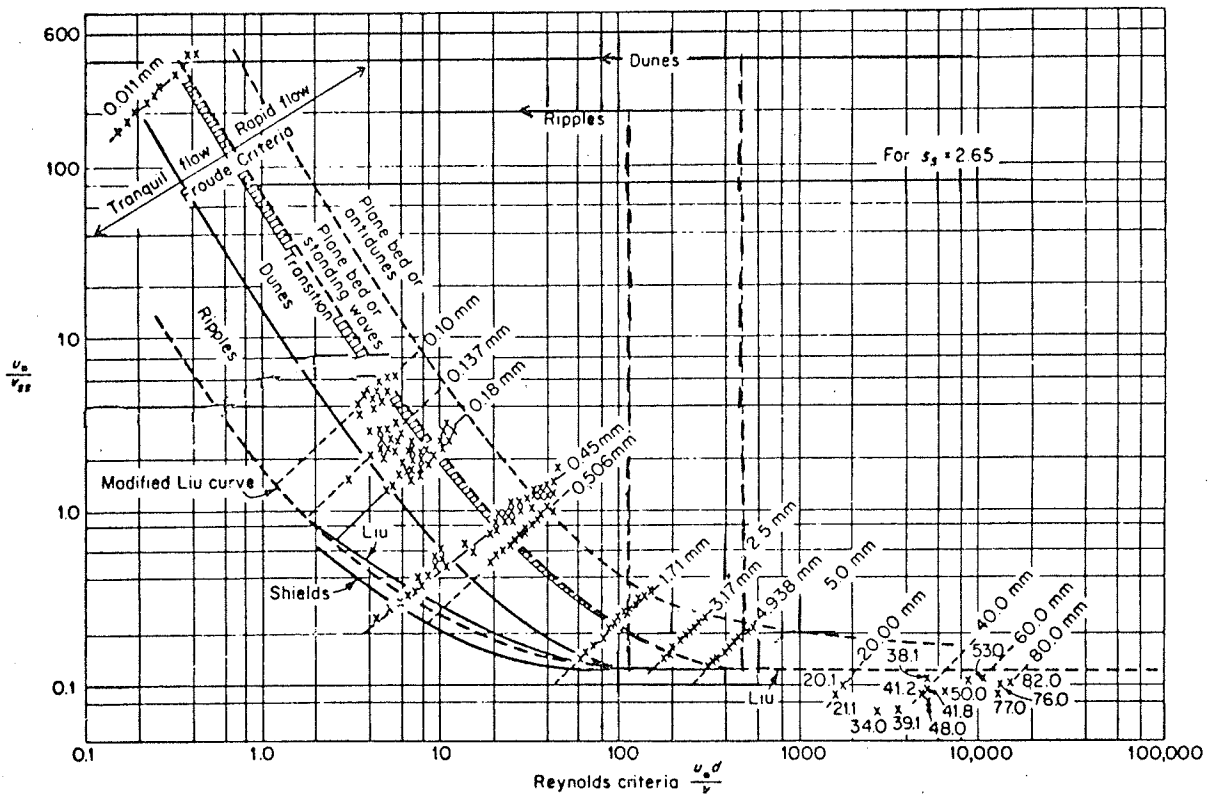 600
100
10
1.0
0.1
u*
v_ss
0.011 mm
Tranquil flow
Rapid flow
Froude Criteria
Dunes
Ripples
For s_s = 2.65
Ripples
Dunes
Transition
Plane bed or
standing waves
Plane bed or
antidunes
0.10 mm
0.137 mm
0.18 mm
0.45 mm
0.506 mm
Modified Liu curve
Liu
Shields
1.71 mm
2.5 mm
3.17 mm
4.938 mm
5.0 mm
20.00 mm
40.0 mm
60.0 mm
80.0 mm
38.1
53.0
20.1
41.2
50.0
82.0
76.0
77.0
21.1
34.0
39.1
41.8
48.0
Liu
0.1
1.0
10
100
1000
10,000
100,000
Reynolds criteria u*d
ν